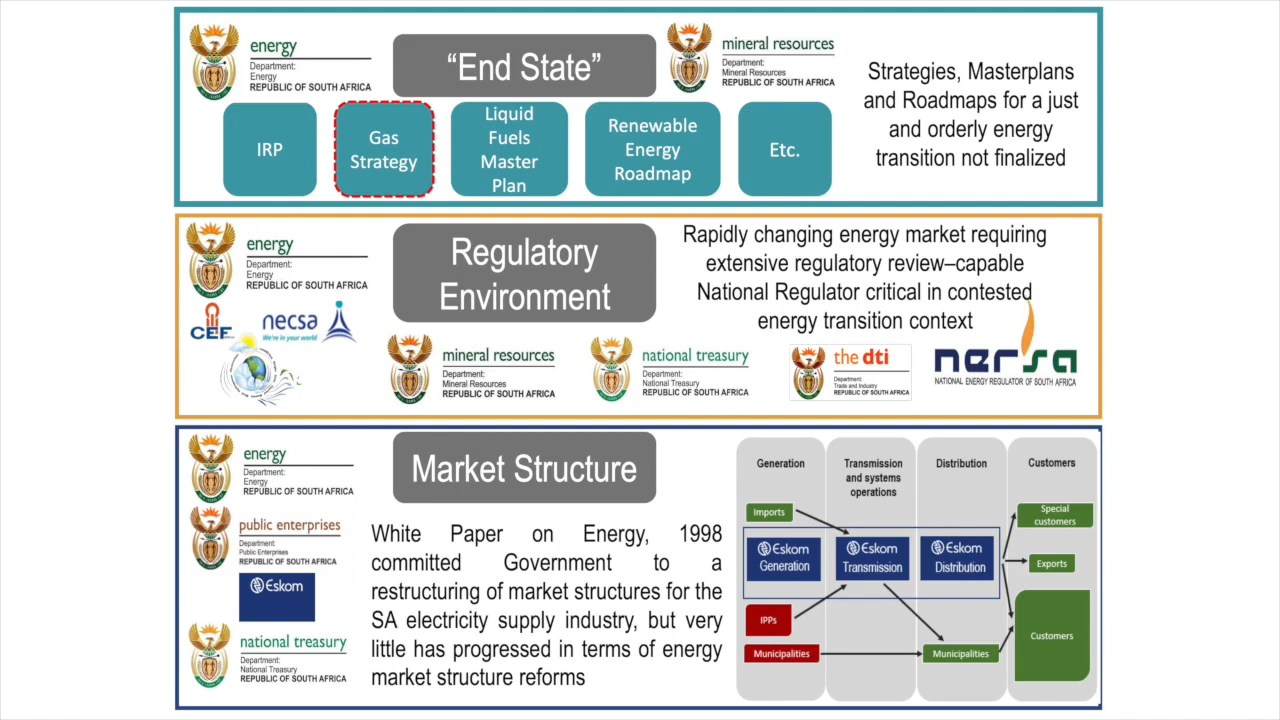 energy
Department:
Energy
REPUBLIC OF SOUTH AFRICA
“End State”
mineral resources
Department:
Mineral Resources
REPUBLIC OF SOUTH AFRICA
Strategies, Masterplans
and Roadmaps for a just
and orderly energy
transition not finalized
IRP
Gas
Strategy
Liquid
Fuels
Master
Plan
Renewable
Energy
Roadmap
Etc.
energy
Department:
Energy
REPUBLIC OF SOUTH AFRICA
Regulatory
Environment
Rapidly changing energy market requiring
extensive regulatory review–capable
National Regulator critical in contested
energy transition context
CEF
necsa
We're in your world
mineral resources
Department:
Mineral Resources
REPUBLIC OF SOUTH AFRICA
national treasury
Department:
National Treasury
REPUBLIC OF SOUTH AFRICA
the dti
Department:
Trade and Industry
REPUBLIC OF SOUTH AFRICA
nersa
NATIONAL ENERGY REGULATOR OF SOUTH AFRICA
energy
Department:
Energy
REPUBLIC OF SOUTH AFRICA
public enterprises
Department:
Public Enterprises
REPUBLIC OF SOUTH AFRICA
Eskom
national treasury
Department:
National Treasury
REPUBLIC OF SOUTH AFRICA
Market Structure
White Paper on Energy, 1998
committed Government to a
restructuring of market structures for the
SA electricity supply industry, but very
little has progressed in terms of energy
market structure reforms
Generation
Transmission
and systems
operations
Distribution
Customers
Imports
Special
customers
Eskom
Generation
Eskom
Transmission
Eskom
Distribution
Exports
IPPs
Customers
Municipalities
Municipalities